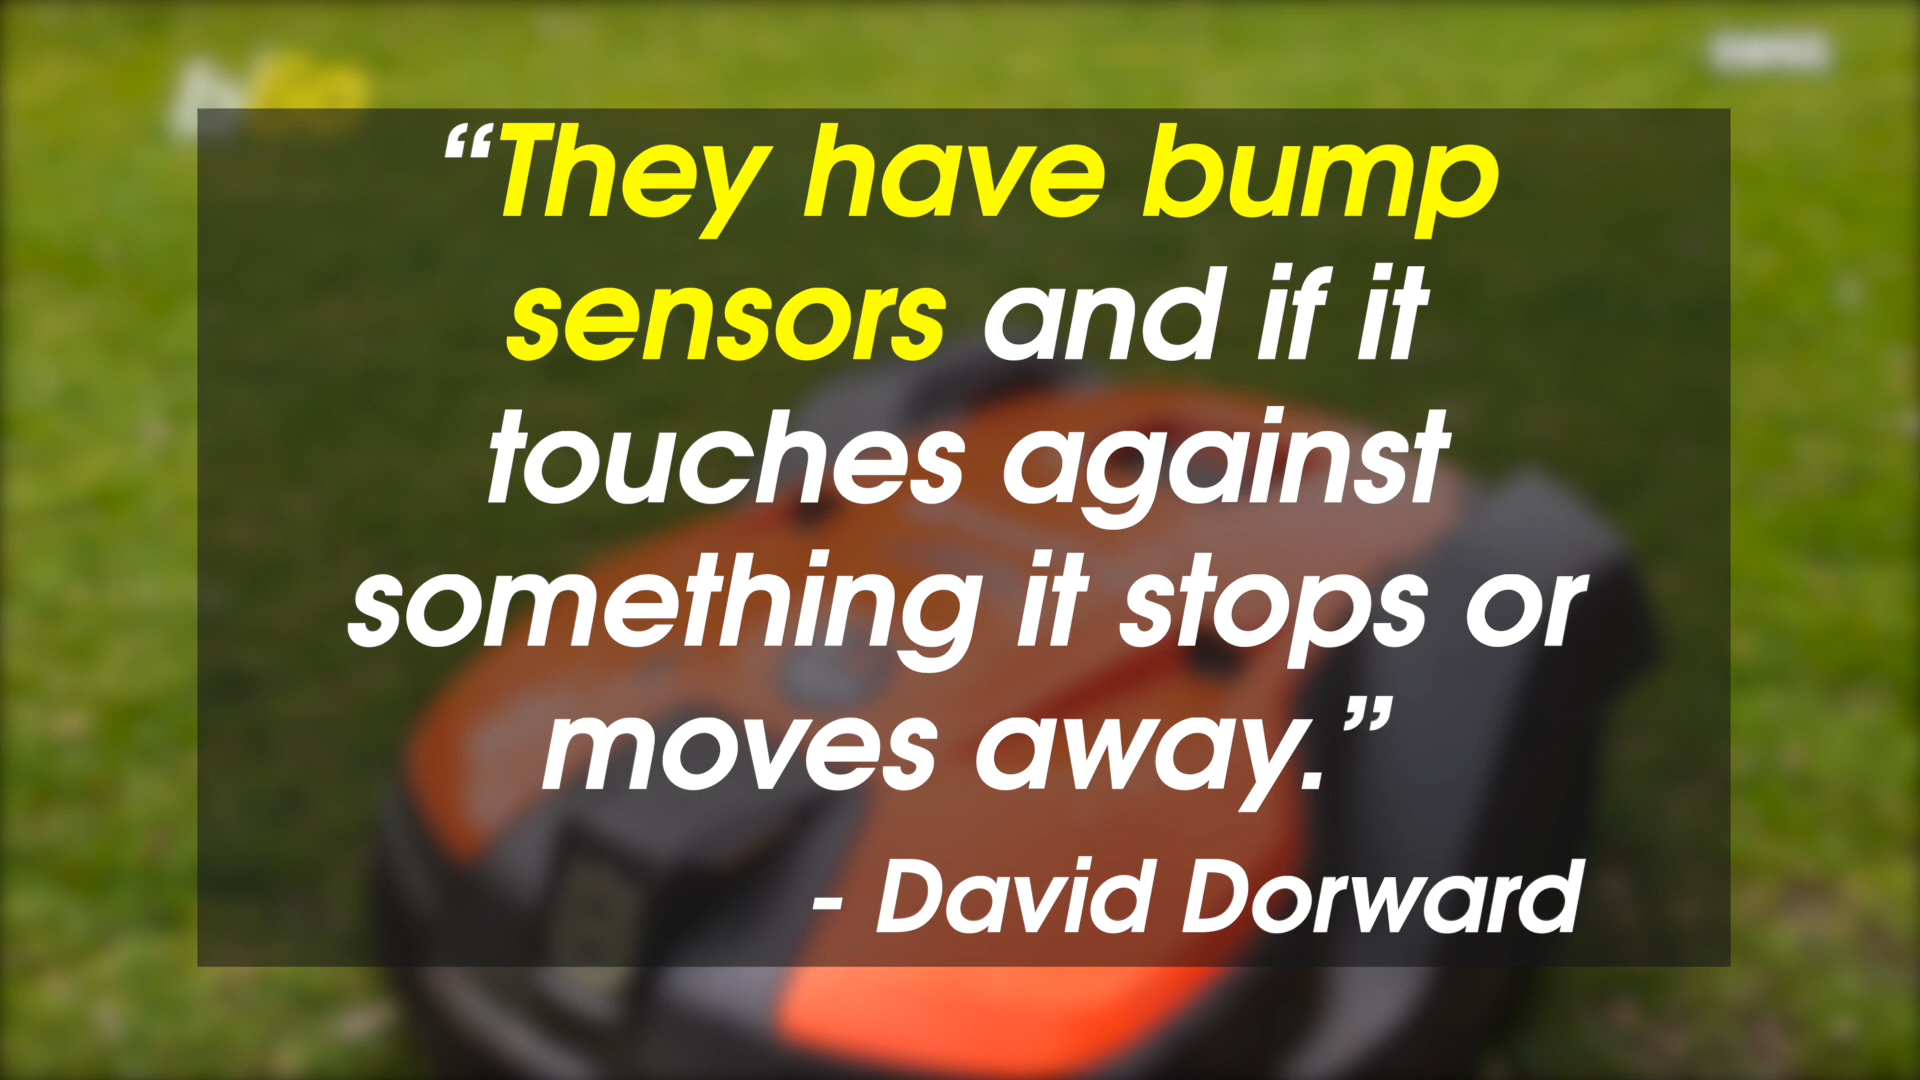 “They have bump
sensors and if it
touches against
something it stops or
moves away.”
- David Dorward